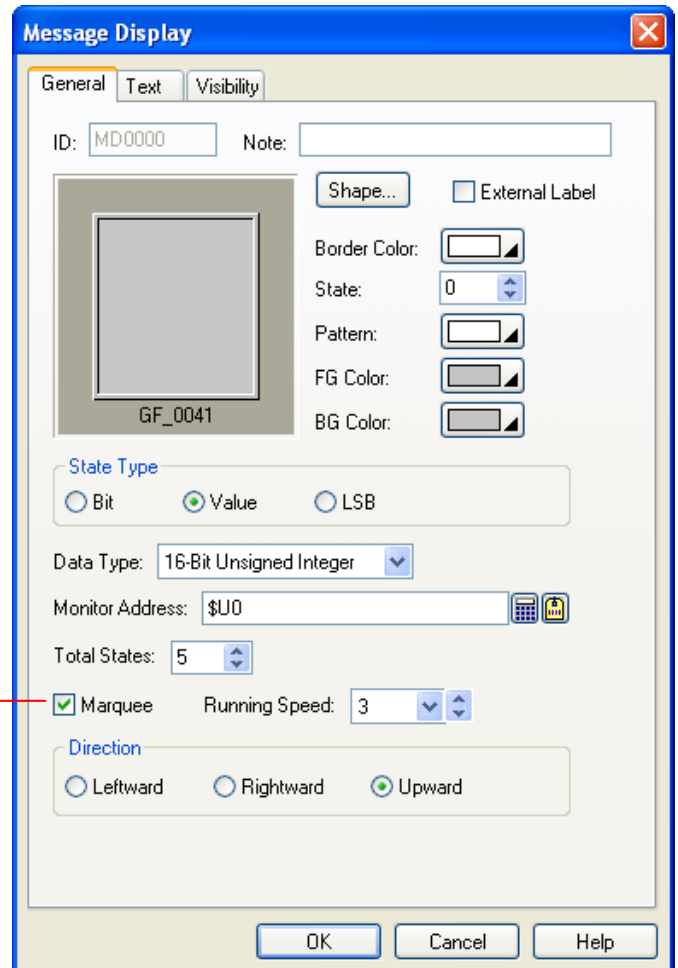 Message Display
General Text Visibility
ID: MD0000 Note:
Shape... External Label
Border Color:
State: 0
Pattern:
FG Color:
GF_0041
BG Color:
State Type
Bit Value LSB
Data Type: 16-Bit Unsigned Integer
Monitor Address: $U0
Total States: 5
Marquee Running Speed: 3
Direction
Leftward Rightward Upward
OK Cancel Help